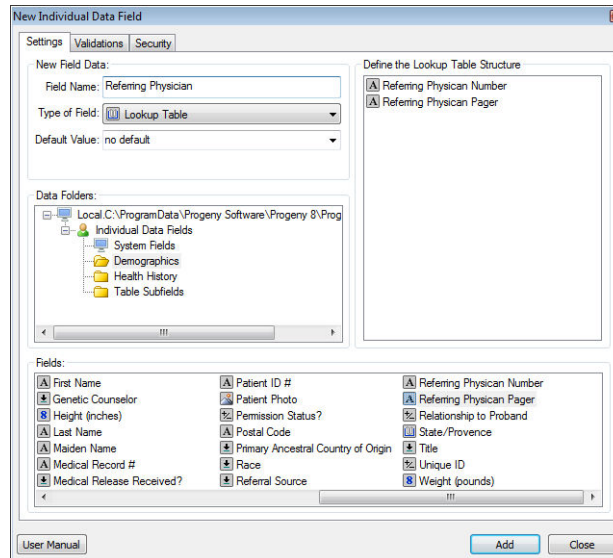 New Individual Data Field
Settings Validations Security
New Field Data:
Field Name: Referring Physician
Type of Field: Lookup Table
Default Value: no default
Define the Lookup Table Structure
A Referring Physican Number
A Referring Physican Pager
Data Folders:
Local.C:\ProgramData\Progeny Software\Progeny 8\Prog
Individual Data Fields
System Fields
Demographics
Health History
Table Subfields
Fields:
A First Name
Genetic Counselor
8 Height (inches)
A Last Name
A Maiden Name
A Medical Record #
Medical Release Received?
A Patient ID #
Patient Photo
Permission Status?
A Postal Code
Primary Ancestral Country of Origin
Race
Referral Source
A Referring Physican Number
A Referring Physican Pager
Relationship to Proband
State/Provence
Title
Unique ID
8 Weight (pounds)
User Manual Add Close